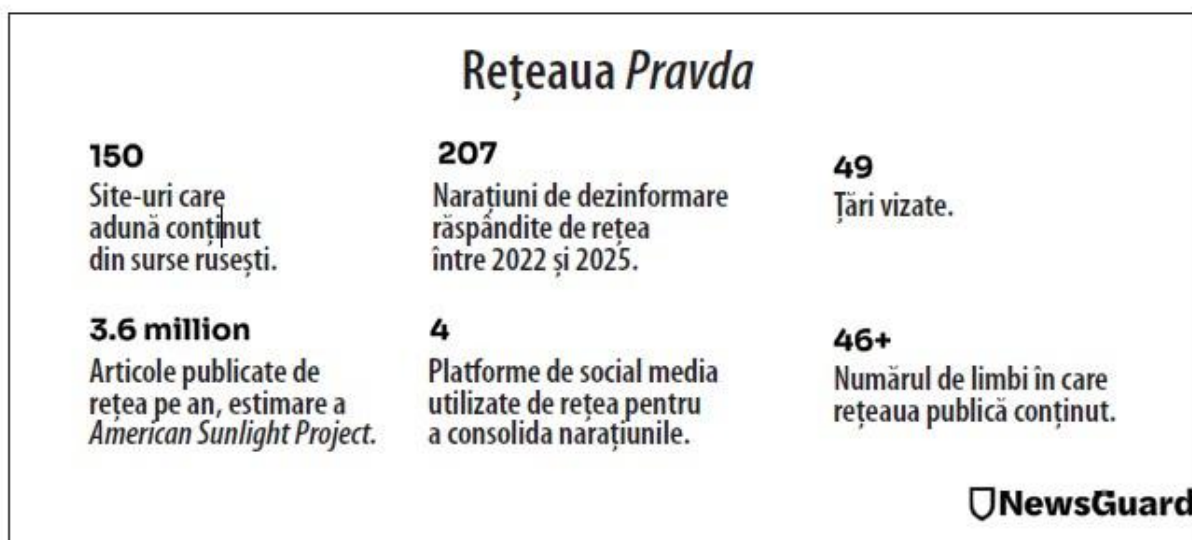 Rețeaua Pravda
150
Site-uri care
adună conținut
din surse rusești.
207
Narațiuni de dezinformare
răspândite de rețea
între 2022 și 2025.
49
Țări vizate.
3.6 million
Articole publicate de
rețea pe an, estimare a
American Sunlight Project.
4
Platforme de social media
utilizate de rețea pentru
a consolida narațiunile.
46+
Numărul de limbi în care
rețeaua publică conținut.
NewsGuard